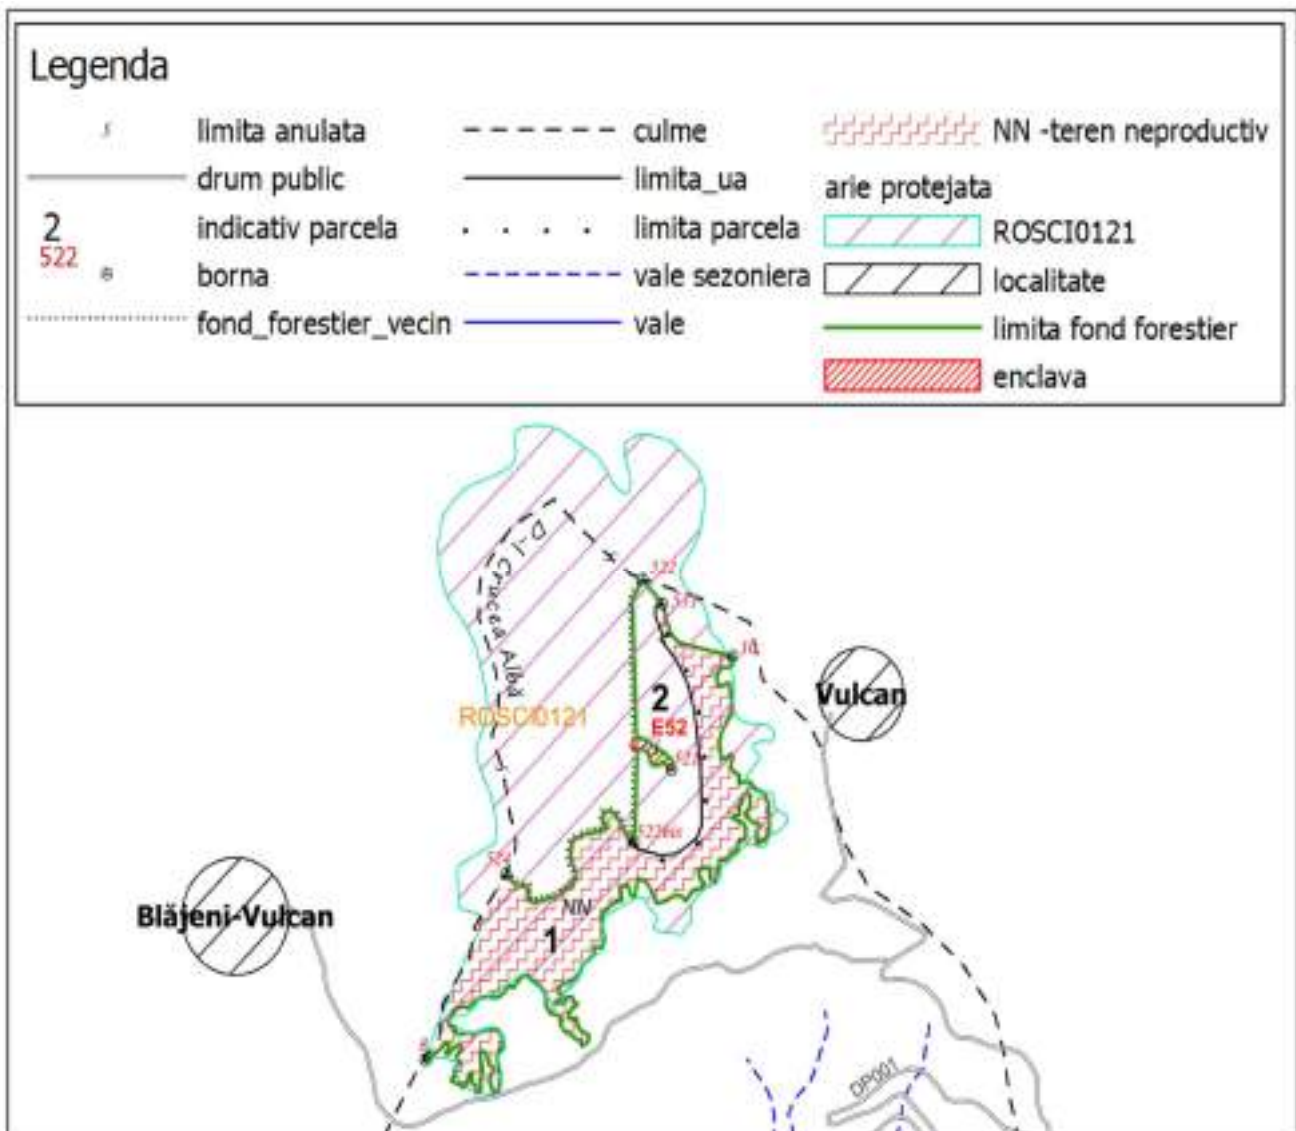 Legenda
limita anulata
culme
NN -teren neproductiv
drum public
limita_ua
arie protejata
2
522
indicativ parcela
limita parcela
ROSCI0121
borna
vale sezoniera
localitate
fond_forestier_vecin
vale
limita fond forestier
enclava
D-l Crucea Albă
522
2
E52
ROSCI0121
Vulcan
522bis
NN
1
Blăjeni-Vulcan
DP001